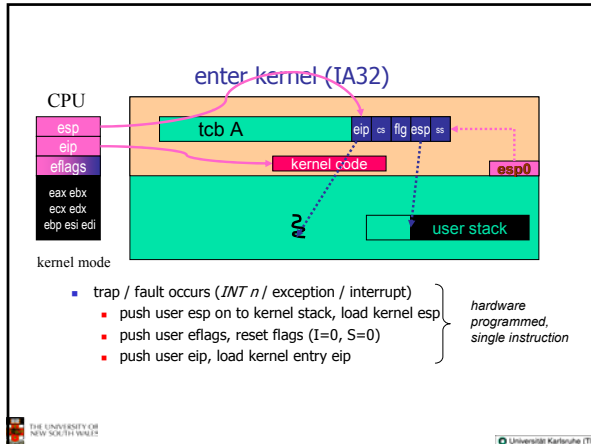 enter kernel (IA32)
CPU
esp
eip
eflags
eax ebx
ecx edx
ebp esi edi
kernel mode
tcb A
eip cs flg esp ss
kernel code
esp0
user stack
trap / fault occurs (INT n / exception / interrupt)
push user esp on to kernel stack, load kernel esp
push user eflags, reset flags (I=0, S=0)
push user eip, load kernel entry eip
hardware
programmed,
single instruction
THE UNIVERSITY OF
NEW SOUTH WALES
Universität Karlsruhe (T